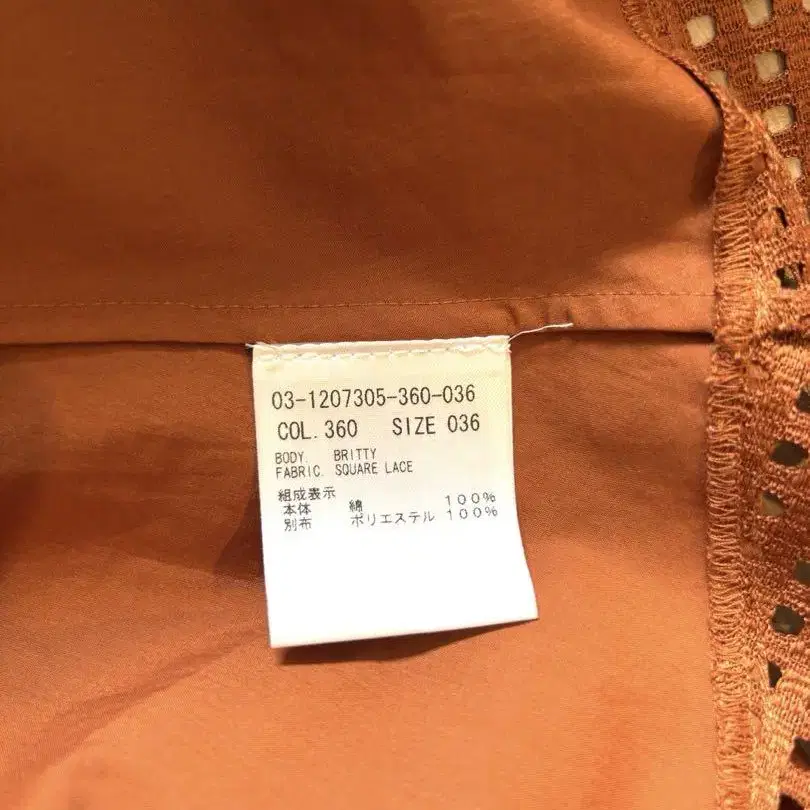 03-1207305-360-036
COL.360 SIZE 036
BODY. BRITTY
FABRIC. SQUARE LACE
組成表示
本体 綿 100%
別布 ポリエステル 100%